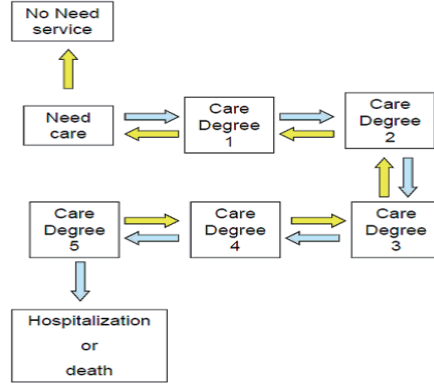 No Need
service
Need
care
Care
Degree
1
Care
Degree
2
Care
Degree
5
Care
Degree
4
Care
Degree
3
Hospitalization
or
death